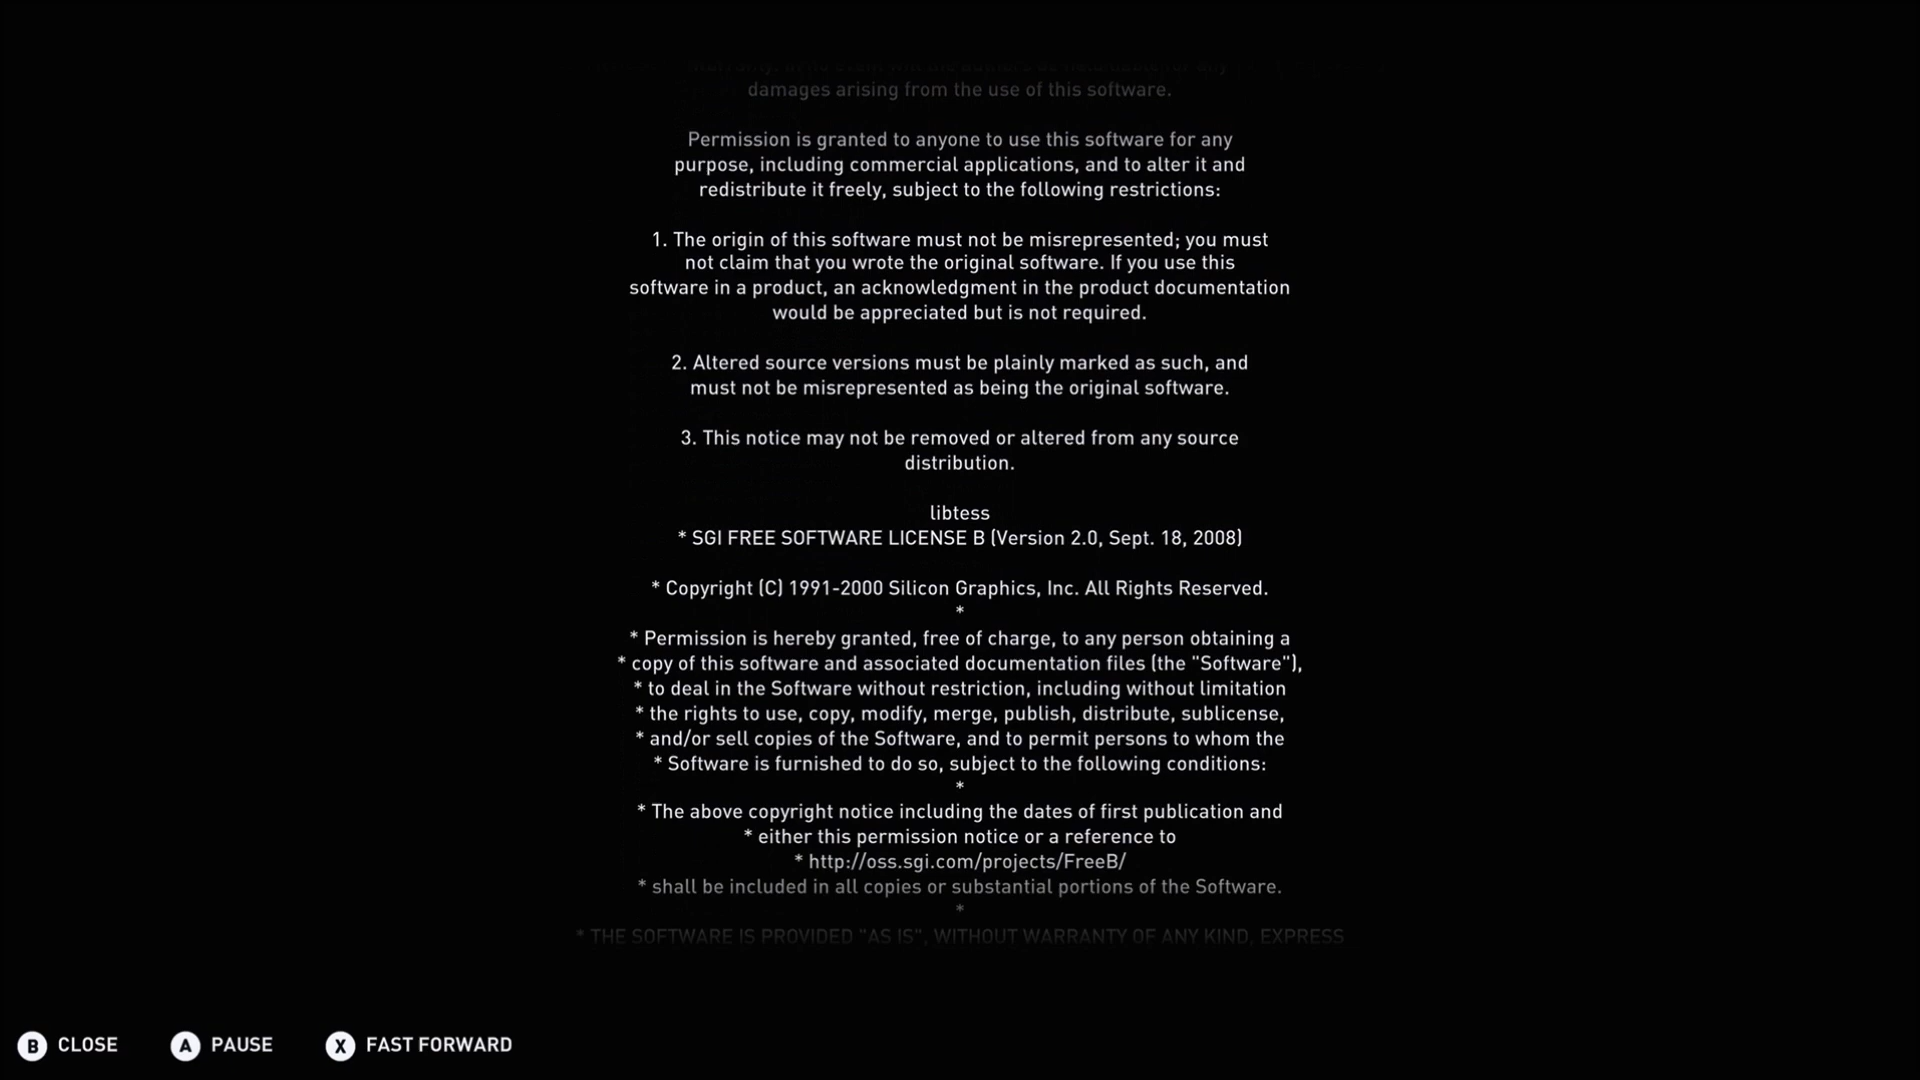 damages arising from the use of this software.
Permission is granted to anyone to use this software for any
purpose, including commercial applications, and to alter it and
redistribute it freely, subject to the following restrictions:
1. The origin of this software must not be misrepresented; you must
not claim that you wrote the original software. If you use this
software in a product, an acknowledgment in the product documentation
would be appreciated but is not required.
2. Altered source versions must be plainly marked as such, and
must not be misrepresented as being the original software.
3. This notice may not be removed or altered from any source
distribution.
libtess
* SGI FREE SOFTWARE LICENSE B (Version 2.0, Sept. 18, 2008)
* Copyright (C) 1991-2000 Silicon Graphics, Inc. All Rights Reserved.
*
* Permission is hereby granted, free of charge, to any person obtaining a
* copy of this software and associated documentation files (the "Software"),
* to deal in the Software without restriction, including without limitation
* the rights to use, copy, modify, merge, publish, distribute, sublicense,
* and/or sell copies of the Software, and to permit persons to whom the
* Software is furnished to do so, subject to the following conditions:
*
* The above copyright notice including the dates of first publication and
* either this permission notice or a reference to
* http://oss.sgi.com/projects/FreeB/
* shall be included in all copies or substantial portions of the Software.
*
* THE SOFTWARE IS PROVIDED "AS IS", WITHOUT WARRANTY OF ANY KIND, EXPRESS
B CLOSE A PAUSE X FAST FORWARD